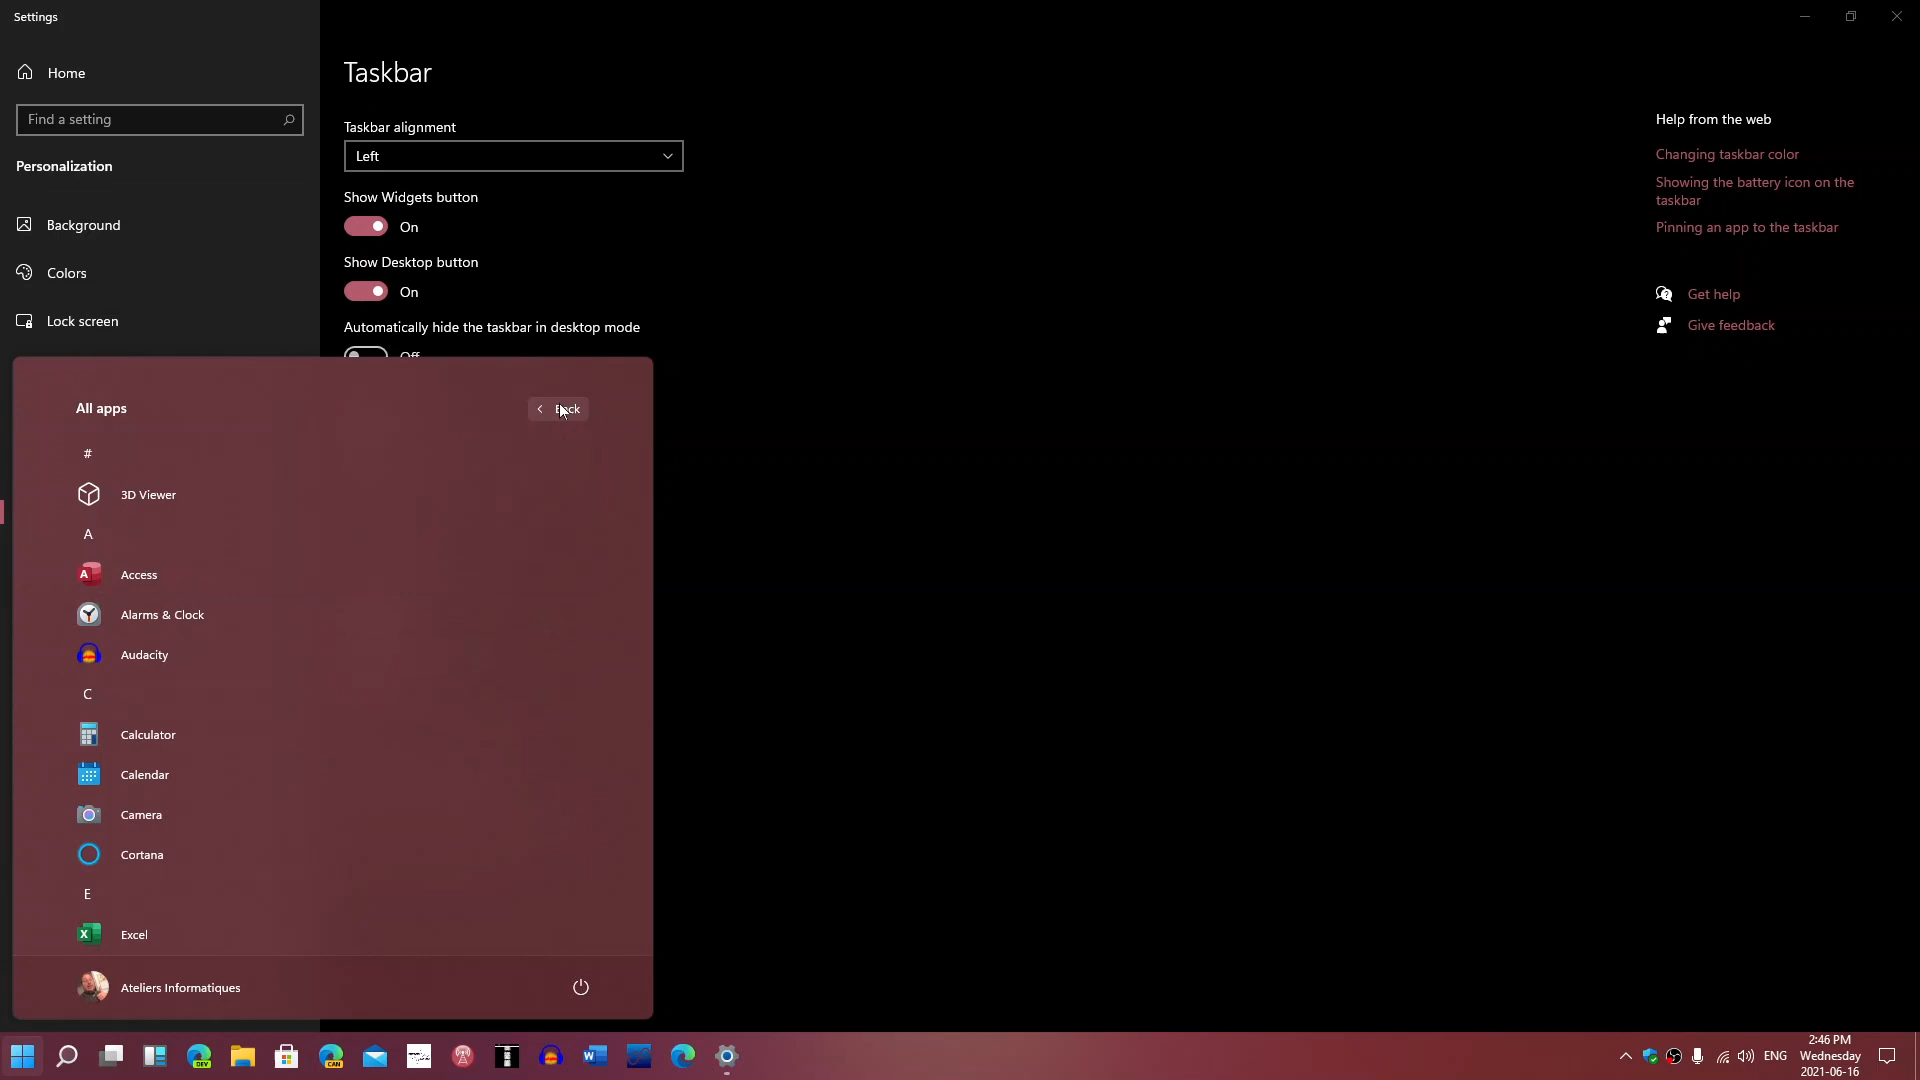 Settings
Home
Find a setting
Personalization
Background
Colors
Lock screen
Taskbar
Taskbar alignment
Left
Show Widgets button
On
Show Desktop button
On
Automatically hide the taskbar in desktop mode
Off
Help from the web
Changing taskbar color
Showing the battery icon on the
taskbar
Pinning an app to the taskbar
Get help
Give feedback
All apps
Back
#
3D Viewer
A
Access
Alarms & Clock
Audacity
C
Calculator
Calendar
Camera
Cortana
E
Excel
Ateliers Informatiques
DEV
CAN
ENG
2:46 PM
Wednesday
2021-06-16